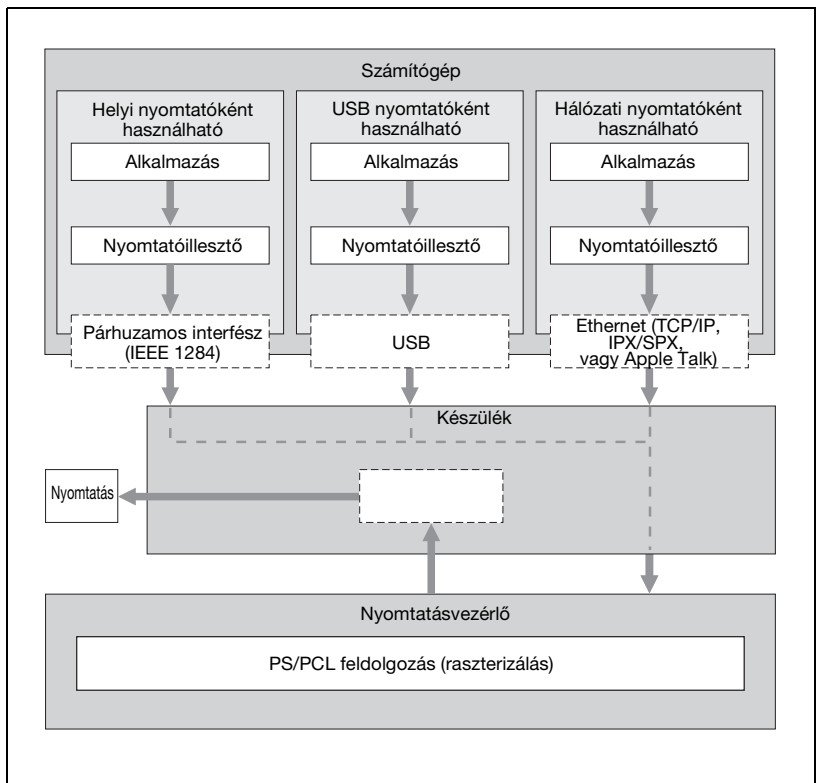 Számítógép
Helyi nyomtatóként
használható
Alkalmazás
Nyomtatóillesztő
Párhuzamos interfész
(IEEE 1284)
USB nyomtatóként
használható
Alkalmazás
Nyomtatóillesztő
USB
Hálózati nyomtatóként
használható
Alkalmazás
Nyomtatóillesztő
Ethernet (TCP/IP,
IPX/SPX,
vagy Apple Talk)
Készülék
Nyomtatás
Nyomtatásvezérlő
PS/PCL feldolgozás (raszterizálás)